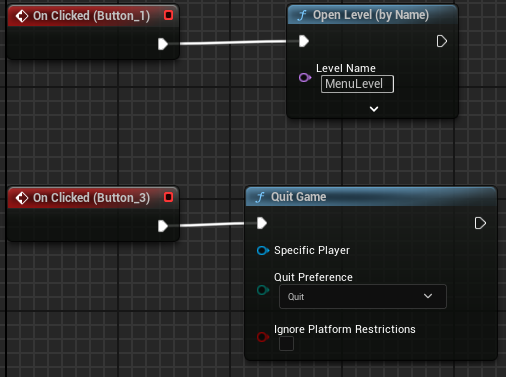 On Clicked (Button_1)
f Open Level (by Name)
Level Name
MenuLevel
On Clicked (Button_3)
f Quit Game
Specific Player
Quit Preference
Quit
Ignore Platform Restrictions